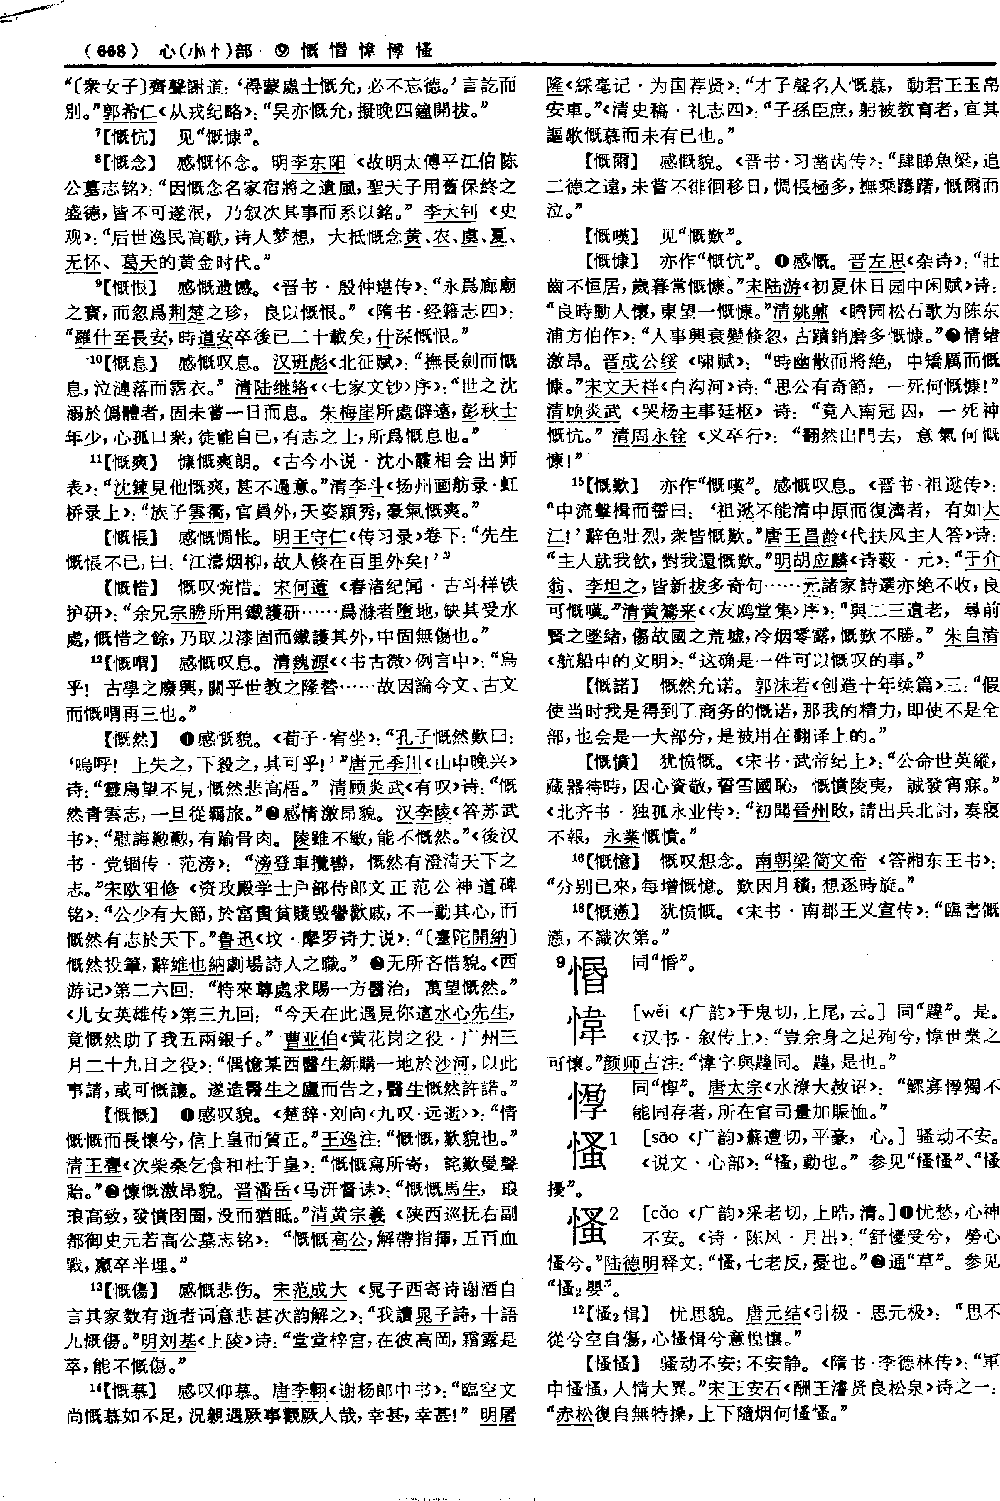 （668） 心(小忄)部 ⑨ 慨 惛 愇 愽 慅
“〔衆女子〕齊聲謝道：‘得蒙處士慨允，必不忘德。’言訖而
别。”郭希仁《从戎纪略》：“吴亦慨允，擬晚四鐘開拔。”
7【慨忼】 见“慨慷”。
8【慨念】 感慨怀念。明李东阳《故明太傅平江伯陈
公墓志铭》：“因慨念名家宿將之遺風，聖天子用舊保終之
盛德，皆不可遂泯，乃叙次其事而系以銘。”李大钊《史
观》：“后世逸民高歌，诗人梦想，大抵慨念黄、农、虞、夏、
无怀、葛天的黄金时代。”
9【慨恨】 感慨遗憾。《晋书·殷仲堪传》：“永爲廊廟
之寶，而忽爲荆楚之珍，良以慨恨。”《隋书·经籍志四》：
“羅什至長安，時道安卒後已二十載矣，什深慨恨。”
10【慨息】 感慨叹息。汉班彪《北征赋》：“撫長劍而慨
息，泣漣落而霑衣。”清陆继辂《〈七家文钞〉序》：“世之沈
溺於僞體者，固未嘗一日而息。朱梅崖所處僻遠，彭秋士
年少，心孤口衆，徒能自已，有志之士，所爲慨息也。”
11【慨爽】 慷慨爽朗。《古今小说·沈小霞相会出师
表》：“沈鍊見他慨爽，甚不過意。”清李斗《扬州画舫录·虹
桥录上》：“族子雲衢，官員外，天姿穎秀，豪氣慨爽。”
【慨悵】 感慨惆怅。明王守仁《传习录》卷下：“先生
慨悵不已，曰：‘江濤烟柳，故人倏在百里外矣！’”
【慨惜】 慨叹惋惜。宋何薳《春渚纪闻·古斗样铁
护研》：“余兄宗勝所用鐵護研……爲滌者堕地，缺其受水
處，慨惜之餘，乃取以漆固而鐵護其外，中固無傷也。”
12【慨喟】 感慨叹息。清魏源《〈书古微〉例言中》：“烏
乎！古學之廢興，關乎世教之隆替……故因論今文、古文
而慨喟再三也。”
【慨然】 ❶感慨貌。《荀子·宥坐》：“孔子慨然歎曰：
‘嗚呼！上失之，下殺之，其可乎！’”唐元季川《山中晚兴》
诗：“靈鳥望不見，慨然悲高梧。”清顾炎武《有叹》诗：“慨
然青雲志，一旦從羈旅。”❷感情激昂貌。汉李陵《答苏武
书》：“慰誨懃懃，有踰骨肉。陵雖不敏，能不慨然。”《後汉
书·党锢传·范滂》：“滂登車攬轡，慨然有澄清天下之
志。”宋欧阳修《资政殿学士户部侍郎文正范公神道碑
铭》：“公少有大節，於富貴貧賤毁譽歡戚，不一動其心，而
慨然有志於天下。”鲁迅《坟·摩罗诗力说》：“〔臺陀開納〕
慨然投筆，辭維也納劇場詩人之職。”❸无所吝惜貌。《西
游记》第二六回：“特來尊處求賜一方醫治，萬望慨然。”
《儿女英雄传》第三九回：“今天在此遇見你這水心先生，
竟慨然助了我五兩銀子。”曹亚伯《黄花岗之役·广州三
月二十九日之役》：“偶憶某西醫生新購一地於沙河，以此
事請，或可慨讓。遂造醫生之廬而告之，醫生慨然許諾。”
【慨慨】 ❶感叹貌。《楚辞·刘向〈九叹·远逝〉》：“情
慨慨而長懷兮，信上皇而質正。”王逸注：“慨慨，歎貌也。”
清王曇《次柴桑乞食和杜于皇》：“慨慨寫所寄，詫歎曼聲
貽。”❷慷慨激昂貌。晋潘岳《马汧督诔》：“慨慨馬生，琅
琅高致，發憤囹圄，没而猶眂。”清黄宗羲《陕西巡抚右副
都御史元若高公墓志铭》：“慨慨高公，解帶指揮，五百血
戰，巔卒半埋。”
13【慨傷】 感慨悲伤。宋范成大《晁子西寄诗谢酒自
言其家数有逝者词意悲甚次韵解之》：“我讀晁子詩，十語
九慨傷。”明刘基《上陵》诗：“堂堂梓宫，在彼高岡，霜露是
萃，能不慨傷。”
14【慨慕】 感叹仰慕。唐李翱《谢杨郎中书》：“臨空文
尚慨慕如不足，況親遇厥事觀厥人哉，幸甚，幸甚！”明屠
隆《綵毫记·为国荐贤》：“才子聲名人慨慕，動君王玉帛
安車。”《清史稿·礼志四》：“子孫臣庶，躬被教育者，直其
謳歌慨慕而未有已也。”
【慨爾】 感慨貌。《晋书·习凿齿传》：“肆睇魚梁，追
二德之遠，未嘗不徘徊移日，惆悵極多，撫乘躊躇，慨爾而
泣。”
【慨嘆】 见“慨歎”。
【慨慷】 亦作“慨忼”。❶感慨。晋左思《杂诗》：“壯
齒不恒居，歲暮常慨慷。”宋陆游《初夏休日园中闲赋》诗：
“良時動人懷，東望一慨慷。”清姚鼐《聘园松石歌为陈东
浦方伯作》：“人事興衰變倏忽，古蹟銷磨多慨慷。”❷情绪
激昂。晋成公绥《啸赋》：“時幽散而將絶，中矯厲而慨
慷。”宋文天祥《白沟河》诗：“思公有奇節，一死何慨慷！”
清顾炎武《哭杨主事廷枢》诗：“竟入南冠囚，一死神
慨忼。”清周永铨《义卒行》：“翻然出門去，意氣何慨
慷！”
15【慨歎】 亦作“慨嘆”。感慨叹息。《晋书·祖逖传》：
“中流擊楫而誓曰：‘祖逖不能清中原而復濟者，有如大
江！’辭色壯烈，衆皆慨歎。”唐王昌龄《代扶风主人答》诗：
“主人就我飲，對我還慨歎。”明胡应麟《诗薮·元》：“于介
翁、李坦之，皆新拔多奇句……元諸家詩選亦絶不收，良
可慨嘆。”清黄鷟来《〈友鸥堂集〉序》：“與二三遺老，尋前
賢之墜緒，傷故國之荒墟，冷烟零露，慨歎不勝。”朱自清
《航船中的文明》：“这确是一件可以慨叹的事。”
【慨諾】 慨然允诺。郭沫若《创造十年续篇》三：“假
使当时我是得到了商务的慨诺，那我的精力，即使不是全
部，也会是一大部分，是被用在翻译上的。”
【慨憤】 犹愤慨。《宋书·武帝纪上》：“公命世英縱，
藏器待時，因心資敬，誓雪國恥，慨憤陵夷，誠發宵寐。”
《北齐书·独孤永业传》：“初聞晉州敗，請出兵北討，奏寢
不報，永業慨憤。”
16【慨憶】 慨叹想念。南朝梁简文帝《答湘东王书》：
“分别已來，每增慨憶。歎因月積，想逐時旋。”
18【慨懑】 犹愤慨。《宋书·南郡王义宣传》：“臨書慨
懑，不識次第。”
9惽 同“惛”。
愇 [wěi 《广韵》于鬼切，上尾，云。] 同“韙”。是。
《汉书·叙传上》：“豈余身之足殉兮，愇世業之
可懷。”颜师古注：“愇字與韙同。韙，是也。”
愽 同“惸”。唐太宗《水潦大赦诏》：“鰥寡惸獨不
能同存者，所在官司量加賑恤。”
慅1 [sāo 《广韵》蘇遭切，平豪，心。] 骚动不安。
《说文·心部》：“慅，動也。”参见“慅慅”、“慅
擾”。
慅2 [cǎo 《广韵》采老切，上晧，清。]❶忧愁，心神
不安。《诗·陈风·月出》：“舒懮受兮，勞心
慅兮。”陆德明释文：“慅，七老反，憂也。”❷通“草”。参见
“慅2嬰”。
12【慅2愲】 忧思貌。唐元结《引极·思元极》：“思不
從兮空自傷，心慅愲兮意惶懹。”
【慅慅】 骚动不安；不安静。《隋书·李德林传》：“軍
中慅慅，人情大異。”宋王安石《酬王濬贤良松泉》诗之一：
“赤松復自無特操，上下隨烟何慅慅。”